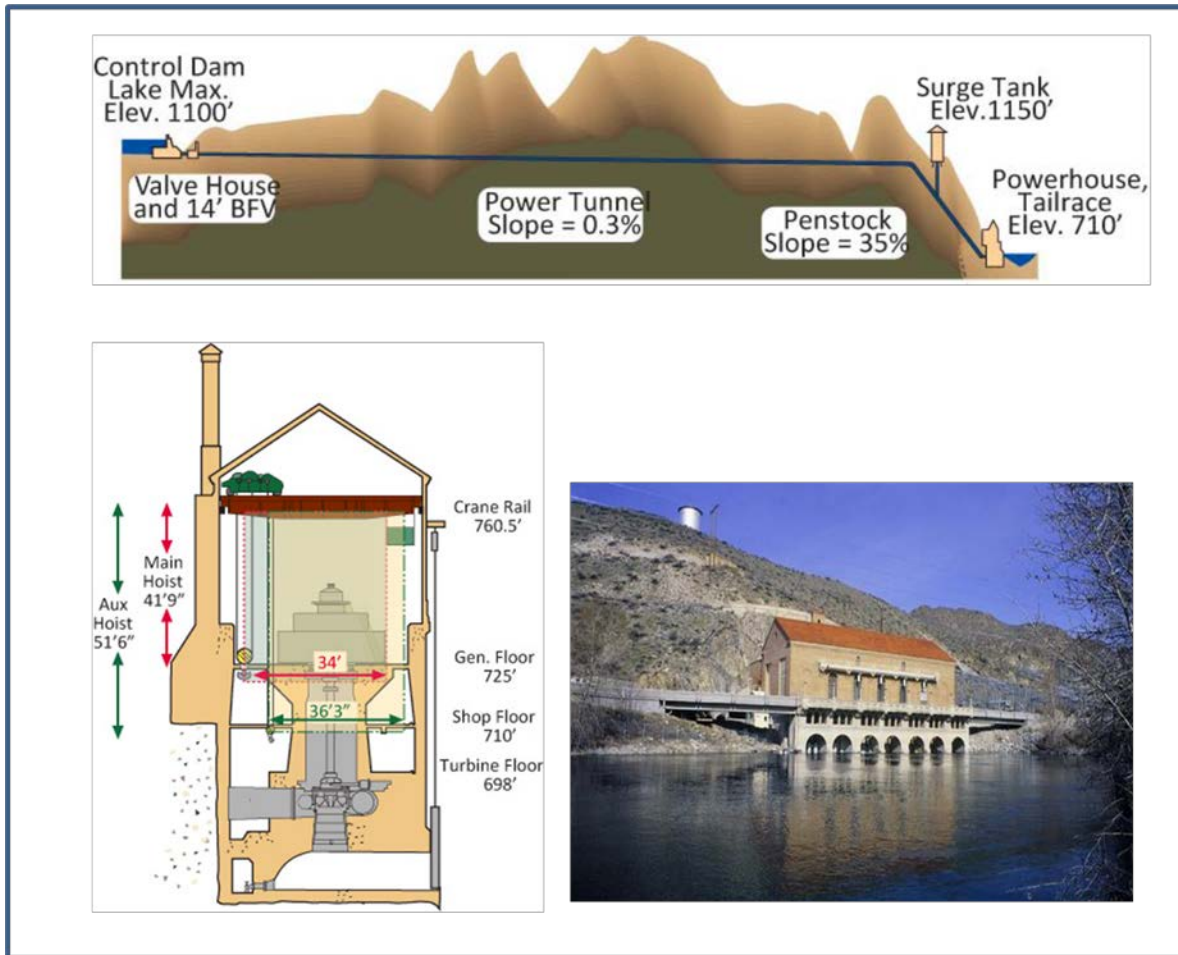 Control Dam
Lake Max.
Elev. 1100’
Valve House
and 14’ BFV
Power Tunnel
Slope = 0.3%
Penstock
Slope = 35%
Surge Tank
Elev.1150’
Powerhouse,
Tailrace
Elev. 710’
Crane Rail
760.5’
Main
Hoist
41’9”
Aux
Hoist
51’6”
34’
Gen. Floor
725’
36’3”
Shop Floor
710’
Turbine Floor
698’